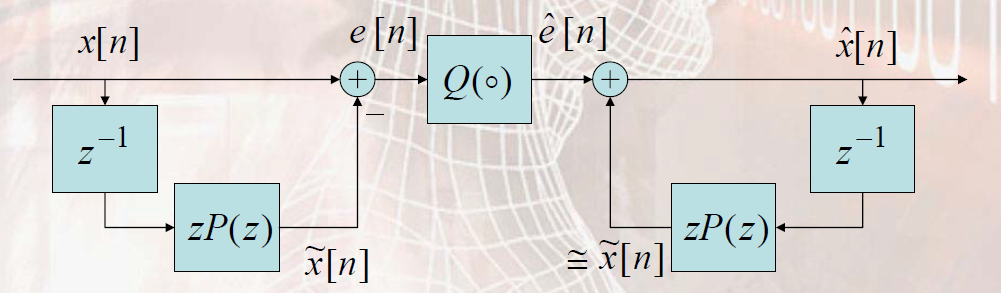 x[n]
e[n]
ê[n]
x̂[n]
+
Q(∘)
+
−
z⁻¹
z⁻¹
zP(z)
zP(z)
x̃[n]
≅ x̃[n]